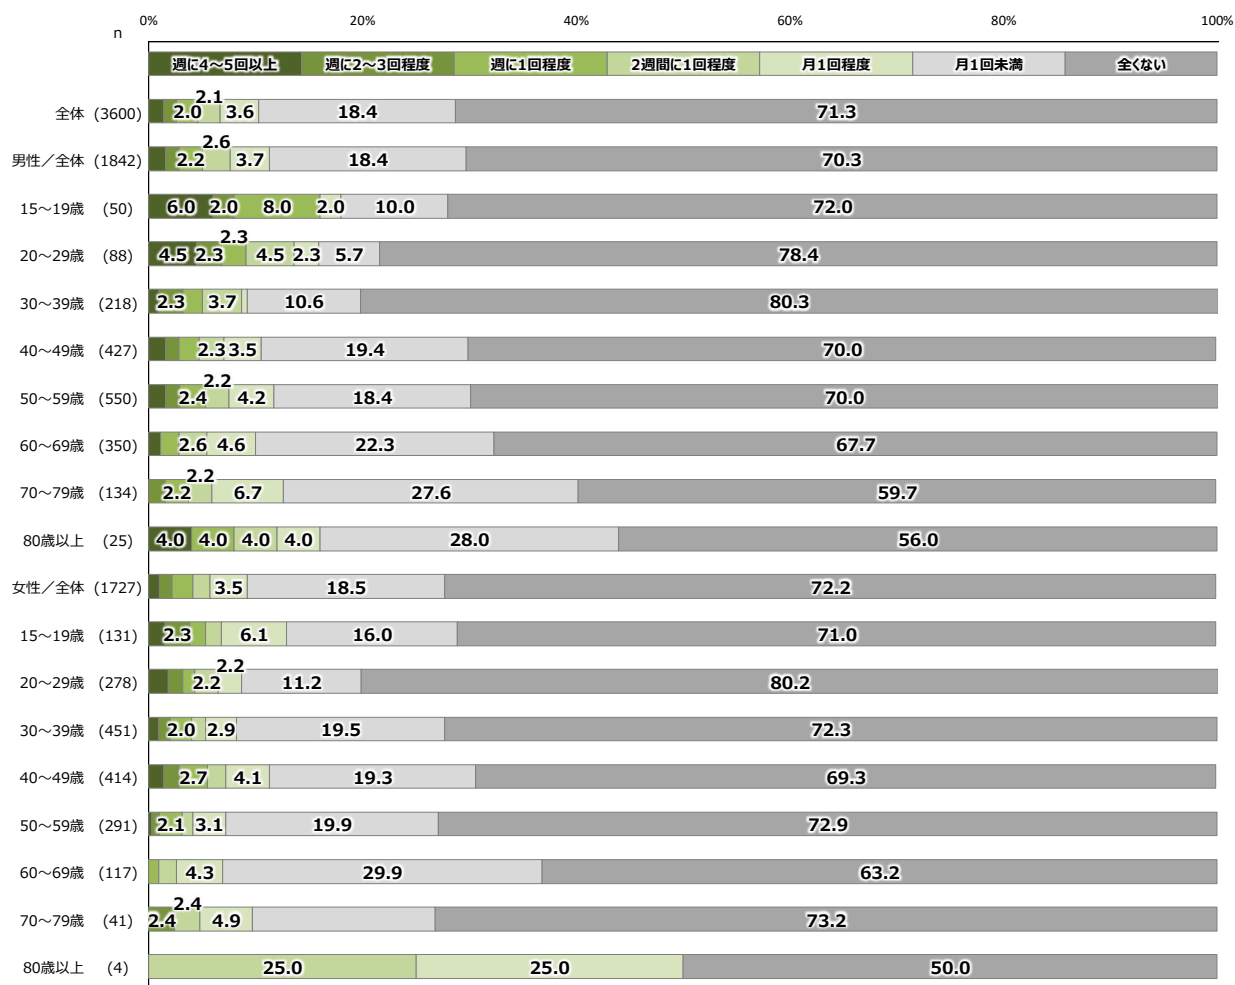 0% 20% 40% 60% 80% 100%
n
週に4～5回以上 週に2～3回程度 週に1回程度 2週間に1回程度 月1回程度 月1回未満 全くない
全体 (3600) 2.0 2.1 3.6 18.4 71.3
男性／全体 (1842) 2.2 2.6 3.7 18.4 70.3
15～19歳 (50) 6.0 2.0 8.0 2.0 10.0 72.0
20～29歳 (88) 4.5 2.3 2.3 4.5 2.3 5.7 78.4
30～39歳 (218) 2.3 3.7 10.6 80.3
40～49歳 (427) 2.3 3.5 19.4 70.0
50～59歳 (550) 2.4 2.2 4.2 18.4 70.0
60～69歳 (350) 2.6 4.6 22.3 67.7
70～79歳 (134) 2.2 2.2 6.7 27.6 59.7
80歳以上 (25) 4.0 4.0 4.0 4.0 28.0 56.0
女性／全体 (1727) 3.5 18.5 72.2
15～19歳 (131) 2.3 6.1 16.0 71.0
20～29歳 (278) 2.2 2.2 11.2 80.2
30～39歳 (451) 2.0 2.9 19.5 72.3
40～49歳 (414) 2.7 4.1 19.3 69.3
50～59歳 (291) 2.1 3.1 19.9 72.9
60～69歳 (117) 4.3 29.9 63.2
70～79歳 (41) 2.4 2.4 4.9 73.2
80歳以上 (4) 25.0 25.0 50.0